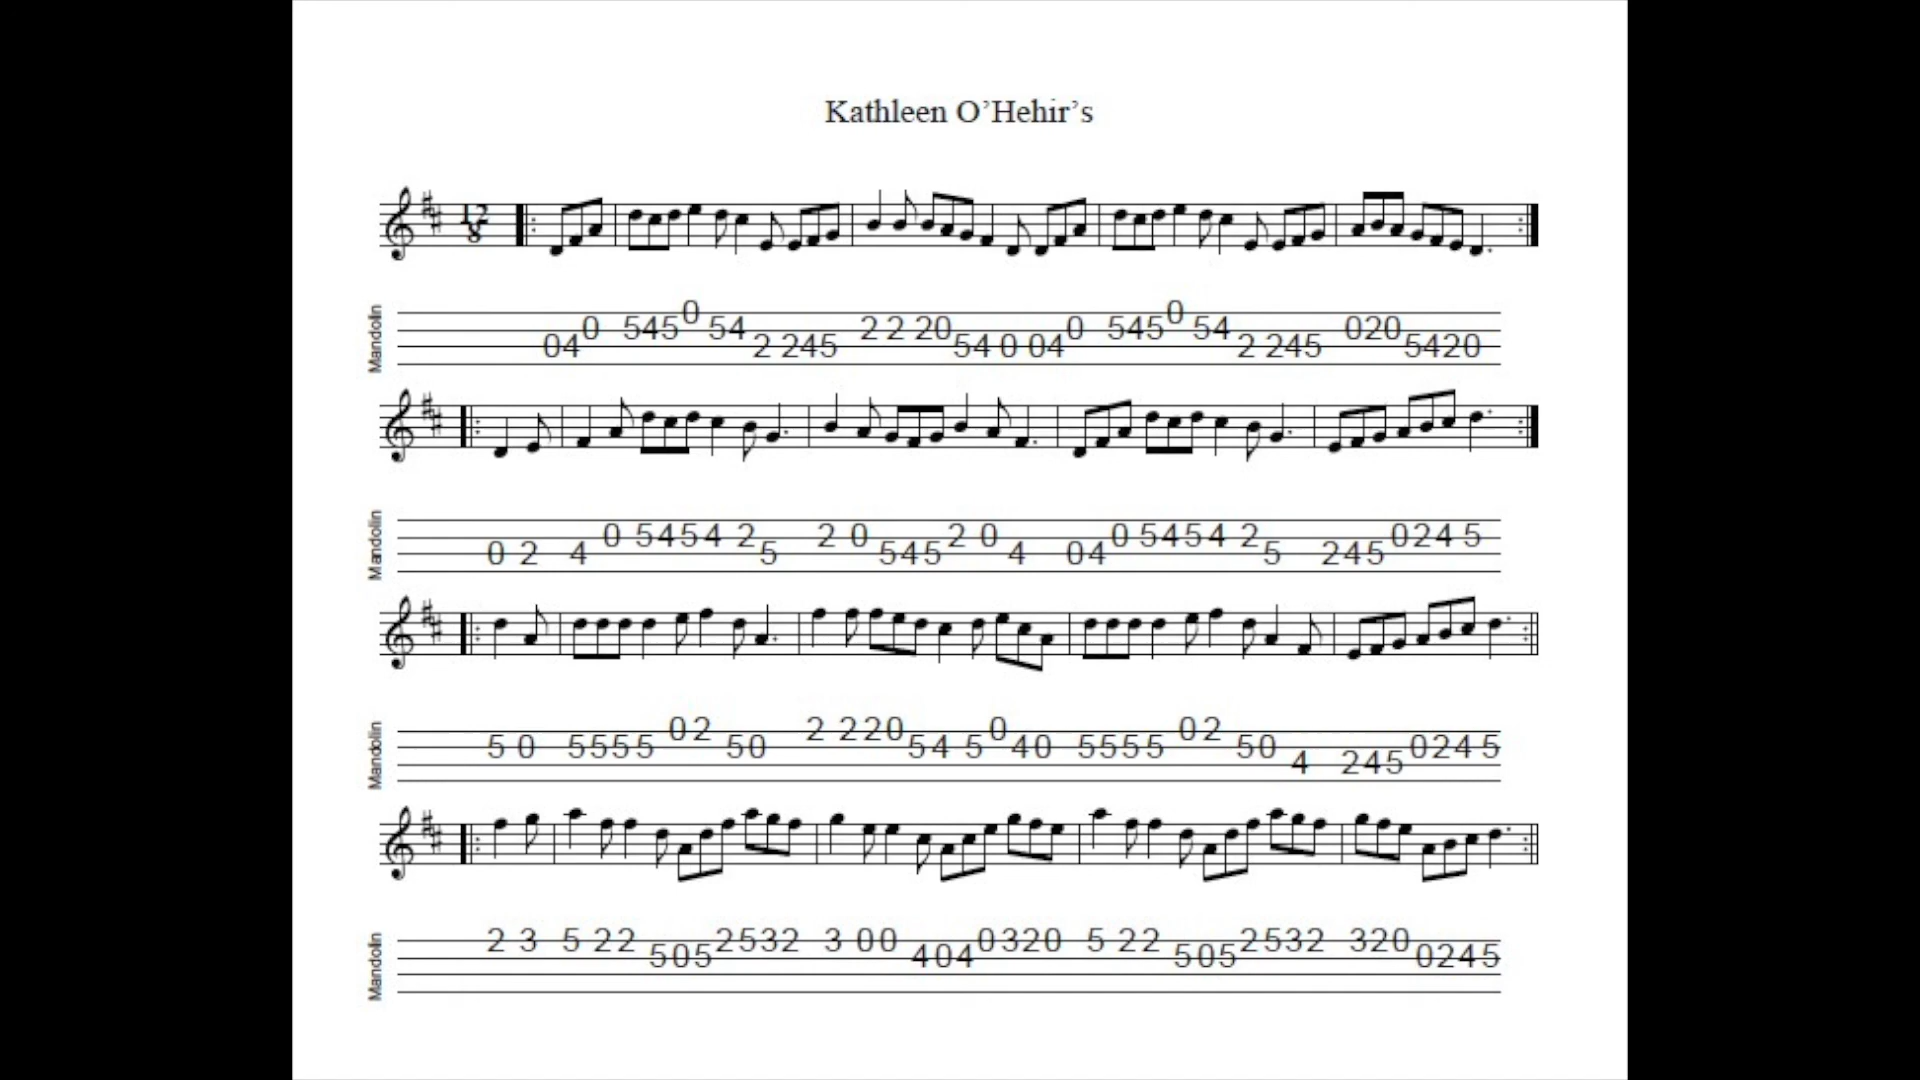 Kathleen O’Hehir’s
12
8
Mandolin
04 0 545 0 54 2 245 2 2 20 54 0 04 0 545 0 54 2 245 020 5420
Mandolin
0 2 4 0 5454 2 5 2 0 545 2 0 4 04 0 5454 2 5 245 024 5
Mandolin
5 0 5555 02 50 2 220 54 5 0 40 5555 02 50 4 245 024 5
Mandolin
2 3 5 22 505 2532 3 00 404 0320 5 22 505 2532 320 0245